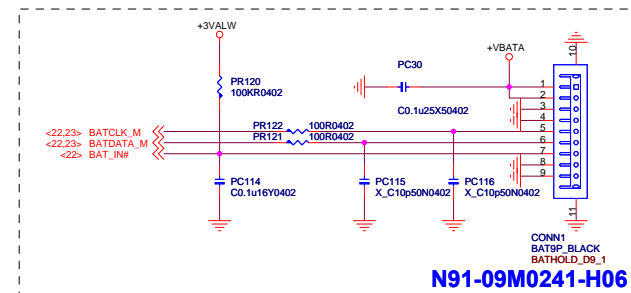 +3VALW
+VBATA
10
PC30
PR120
100KR0402
C0.1u25X50402
1
2
3
4
5
6
7
8
9
<22,23> BATCLK_M
<22,23> BATDATA_M
<22> BAT_IN#
PR122 100R0402
PR121 100R0402
PC114
C0.1u16Y0402
PC115
X_C10p50N0402
PC116
X_C10p50N0402
11
CONN1
BAT9P_BLACK
BATHOLD_D9_1
N91-09M0241-H06